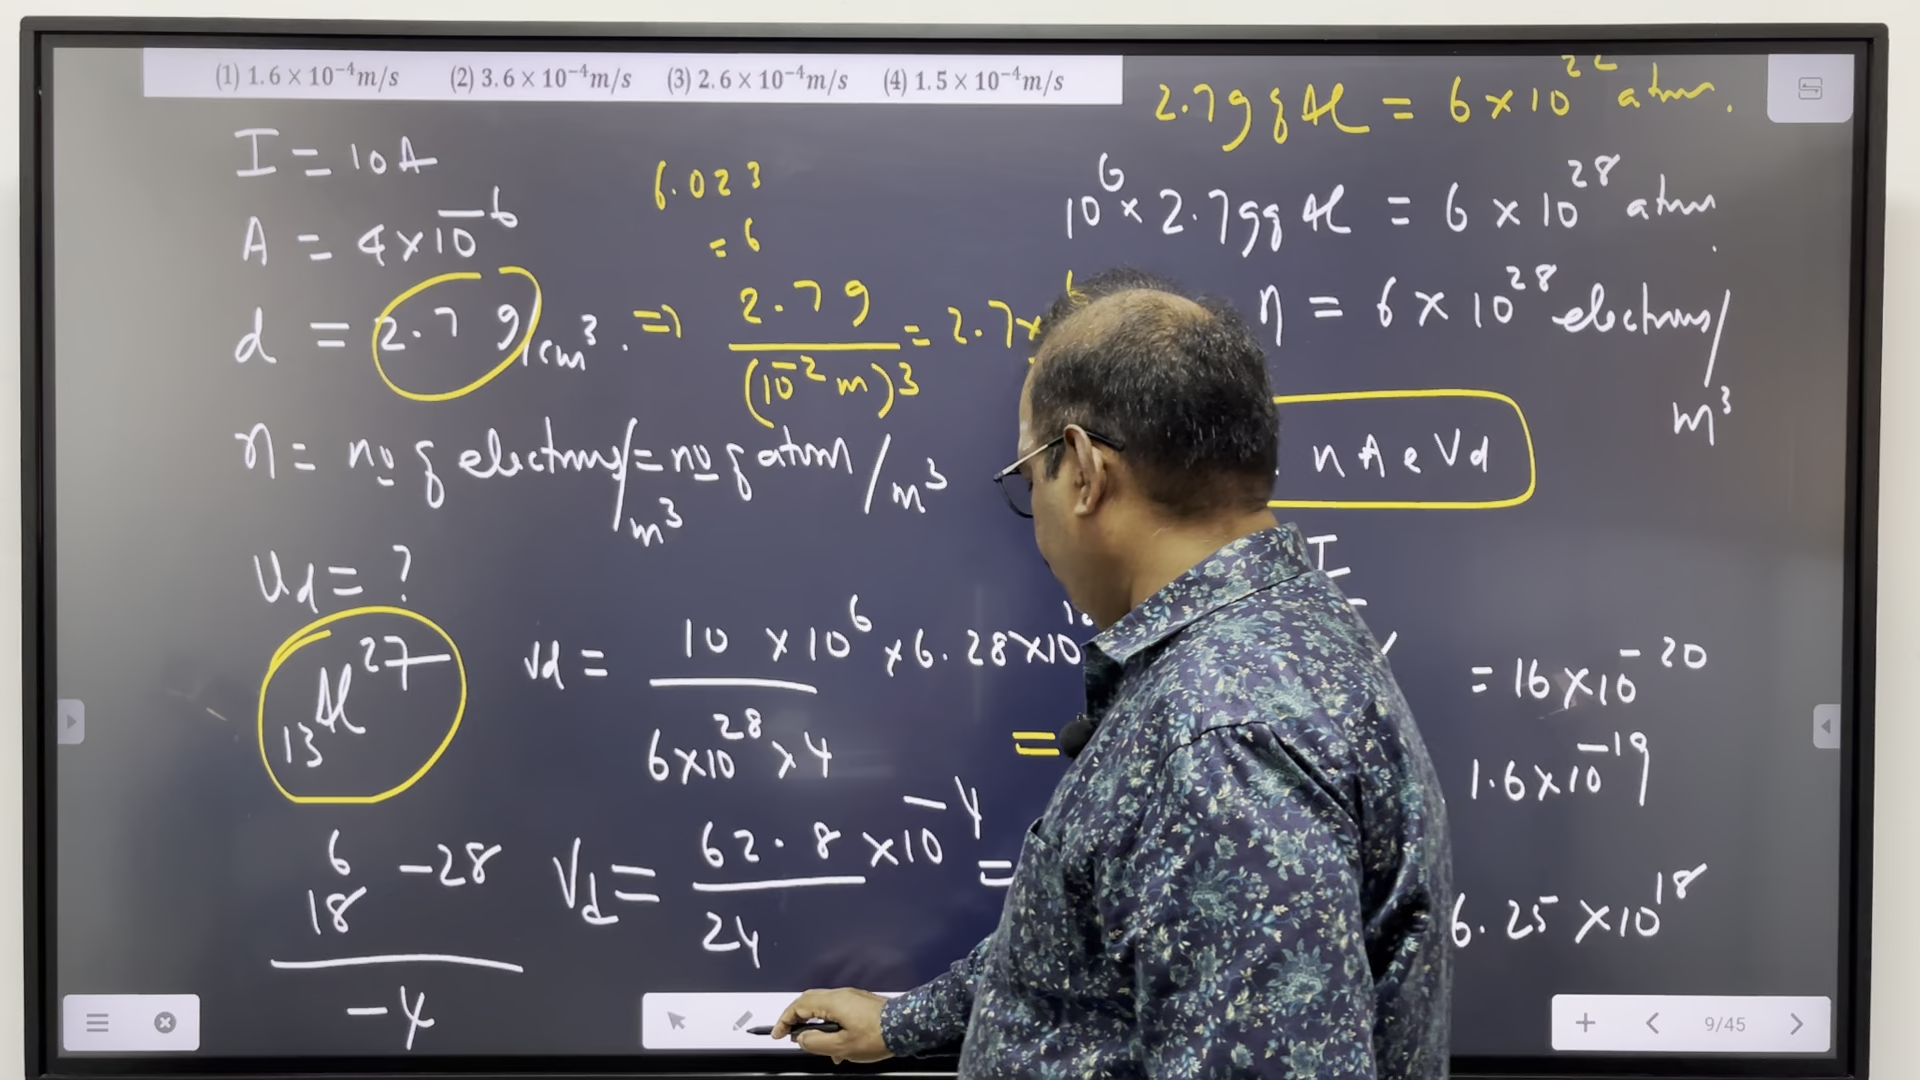 (1) 1.6 × 10⁻⁴m/s (2) 3.6 × 10⁻⁴m/s (3) 2.6 × 10⁻⁴m/s (4) 1.5 × 10⁻⁴m/s
I = 10A
A = 4×10⁻⁶
d = 2.7 g/cm³. ⇒ 2.7 g / (10⁻² m)³ = 2.7×
6.023
= 6
n = no of electrons/m³ = no of atom/m³
Vd = ?
₁₃Al²⁷
6
18 -28
-4
Vd = 10 × 10⁶ / 6×10²⁸ × 4 × 6.28×10
=
Vd = 62.8 / 24 × 10⁻⁴ =
2.7g of Al = 6×10²² atom.
10⁶ × 2.7g of Al = 6 × 10²⁸ atom.
n = 6 × 10²⁸ electrons/m³
n A e Vd
I
= 16 × 10⁻²⁰
1.6 × 10⁻¹⁹
6.25 × 10¹⁸
9/45